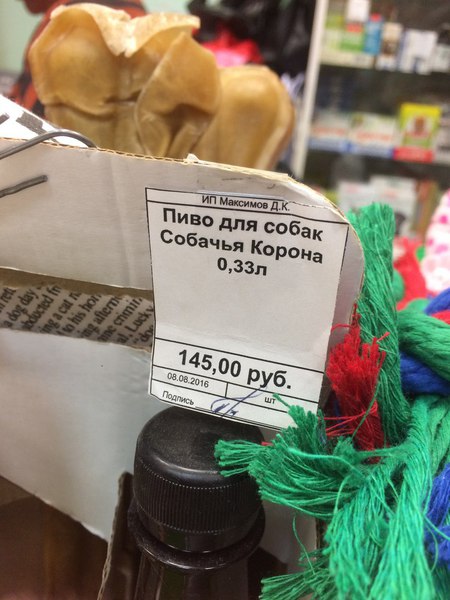 ИП Максимов Д.К.
Пиво для собак
Собачья Корона
0,33л
145,00 руб.
08.08.2016
шт
Подпись